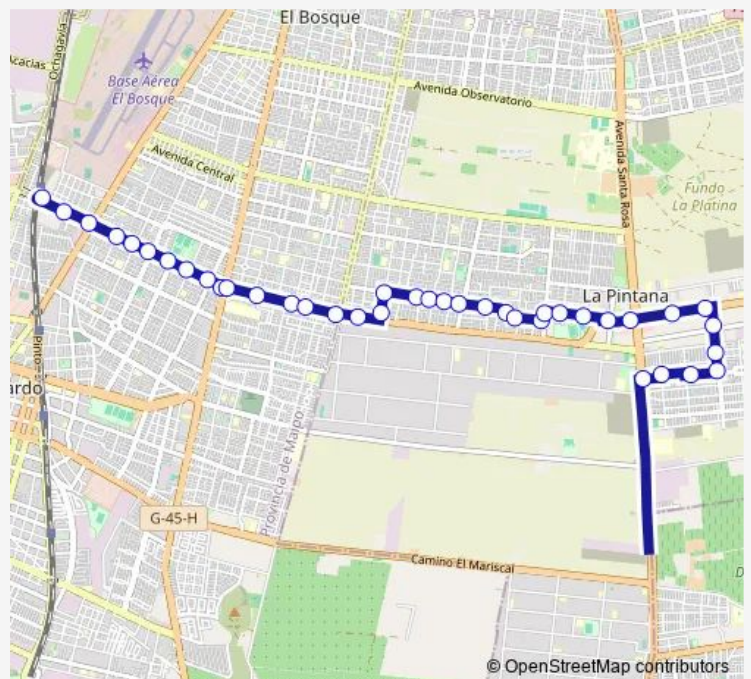 El Bosque
Ochagavía
Acacias
Base Aérea
El Bosque
Avenida Observatorio
Avenida Central
Avenida Santa Rosa
Fundo
La Platina
La Pintana
Pinto
ardo
Provincia de Maipo
G-45-H
Camino El Mariscal
D
© OpenStreetMap contributors